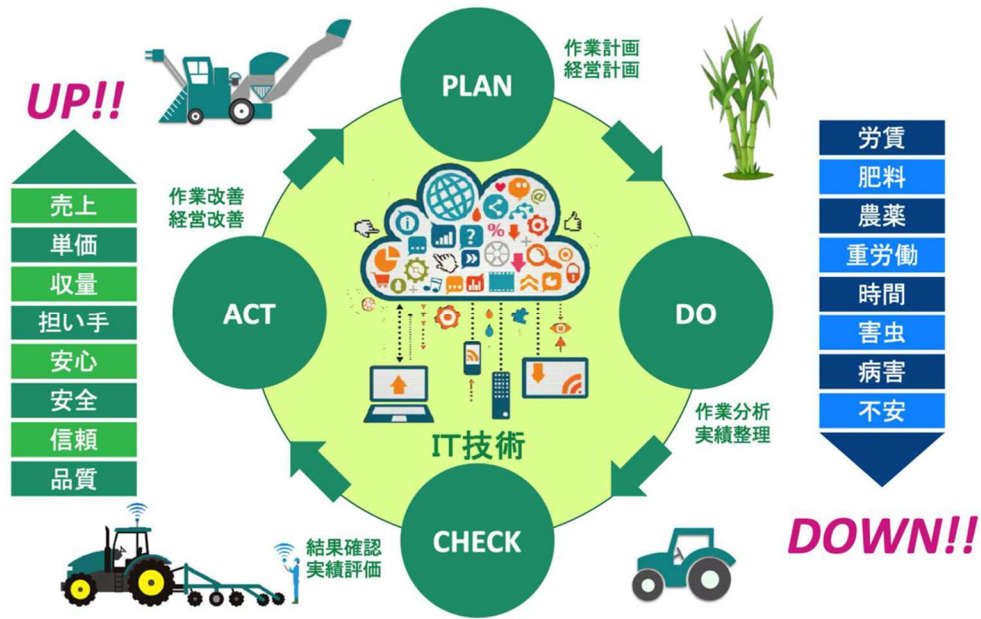 UP!!
売上
単価
収量
担い手
安心
安全
信頼
品質
PLAN
作業計画
経営計画
DO
作業分析
実績整理
CHECK
結果確認
実績評価
ACT
作業改善
経営改善
IT技術
労賃
肥料
農薬
重労働
時間
害虫
病害
不安
DOWN!!